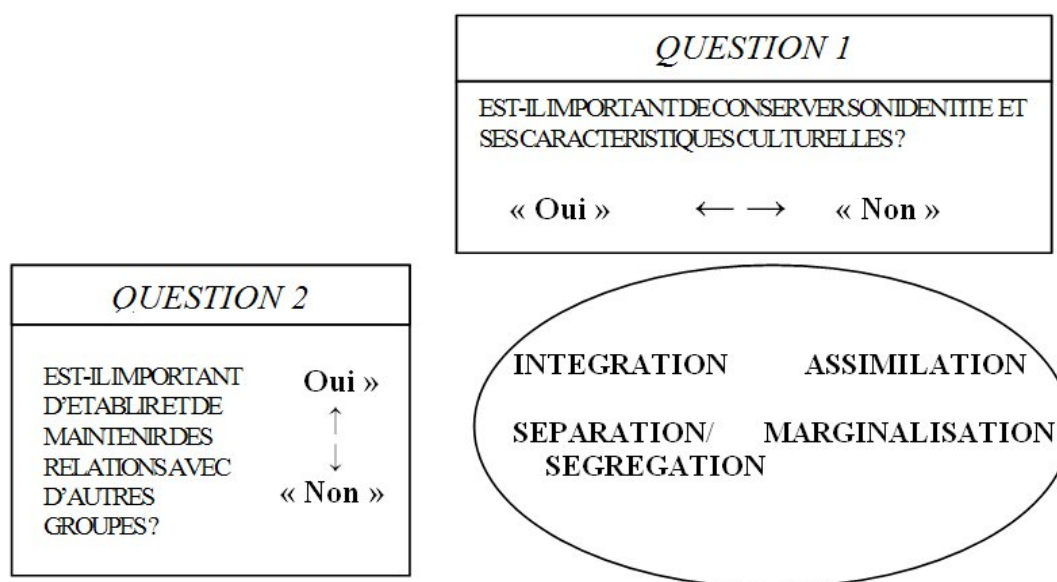 QUESTION 1
EST-IL IMPORTANT DE CONSERVER SON IDENTITE ET
SES CARACTERISTIQUES CULTURELLES ?
« Oui » ← → « Non »
QUESTION 2
EST-IL IMPORTANT
D'ETABLIR ET DE
MAINTENIR DES
RELATIONS AVEC
D'AUTRES
GROUPES ?
Oui »
↑
↓
« Non »
INTEGRATION ASSIMILATION
SEPARATION/ MARGINALISATION
SEGREGATION